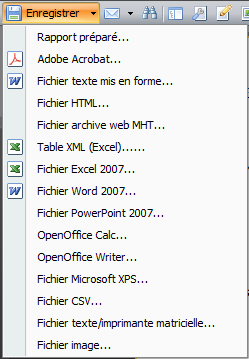 Enregistrer
Rapport préparé...
Adobe Acrobat...
Fichier texte mis en forme...
Fichier HTML...
Fichier archive web MHT...
Table XML (Excel)......
Fichier Excel 2007...
Fichier Word 2007...
Fichier PowerPoint 2007...
OpenOffice Calc...
OpenOffice Writer...
Fichier Microsoft XPS...
Fichier CSV...
Fichier texte/imprimante matricielle...
Fichier image...